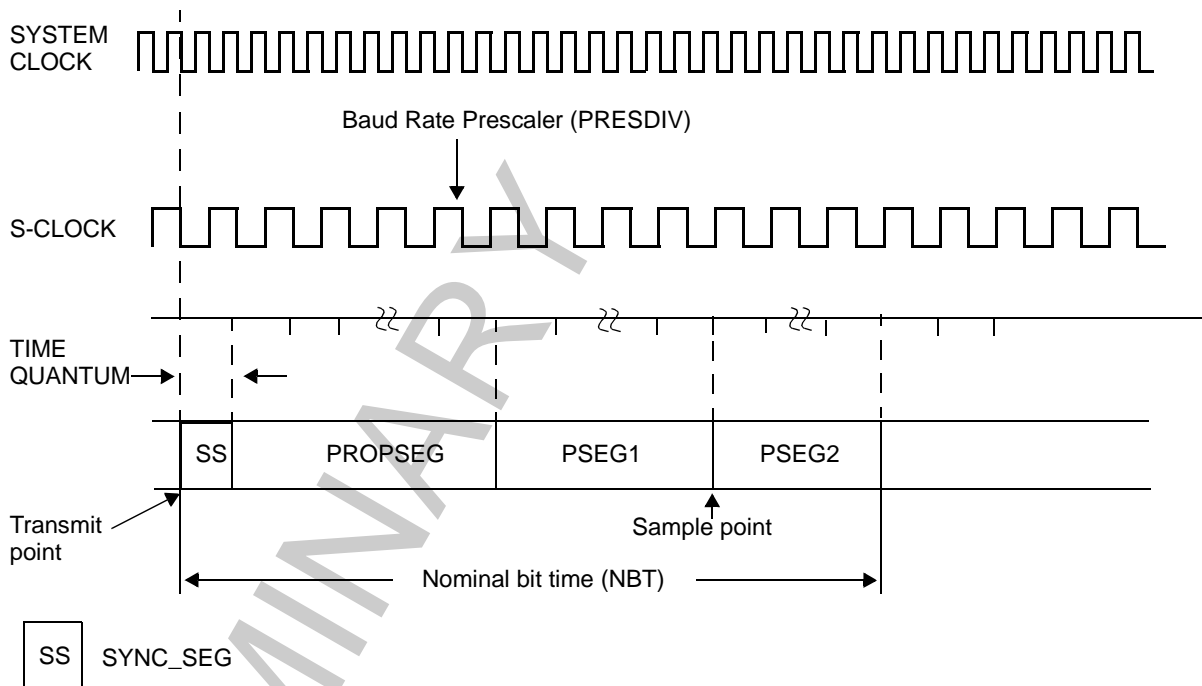 SYSTEM
CLOCK
Baud Rate Prescaler (PRESDIV)
S-CLOCK
TIME
QUANTUM
SS
PROPSEG
PSEG1
PSEG2
Transmit
point
Sample point
Nominal bit time (NBT)
SS
SYNC_SEG
MINARY